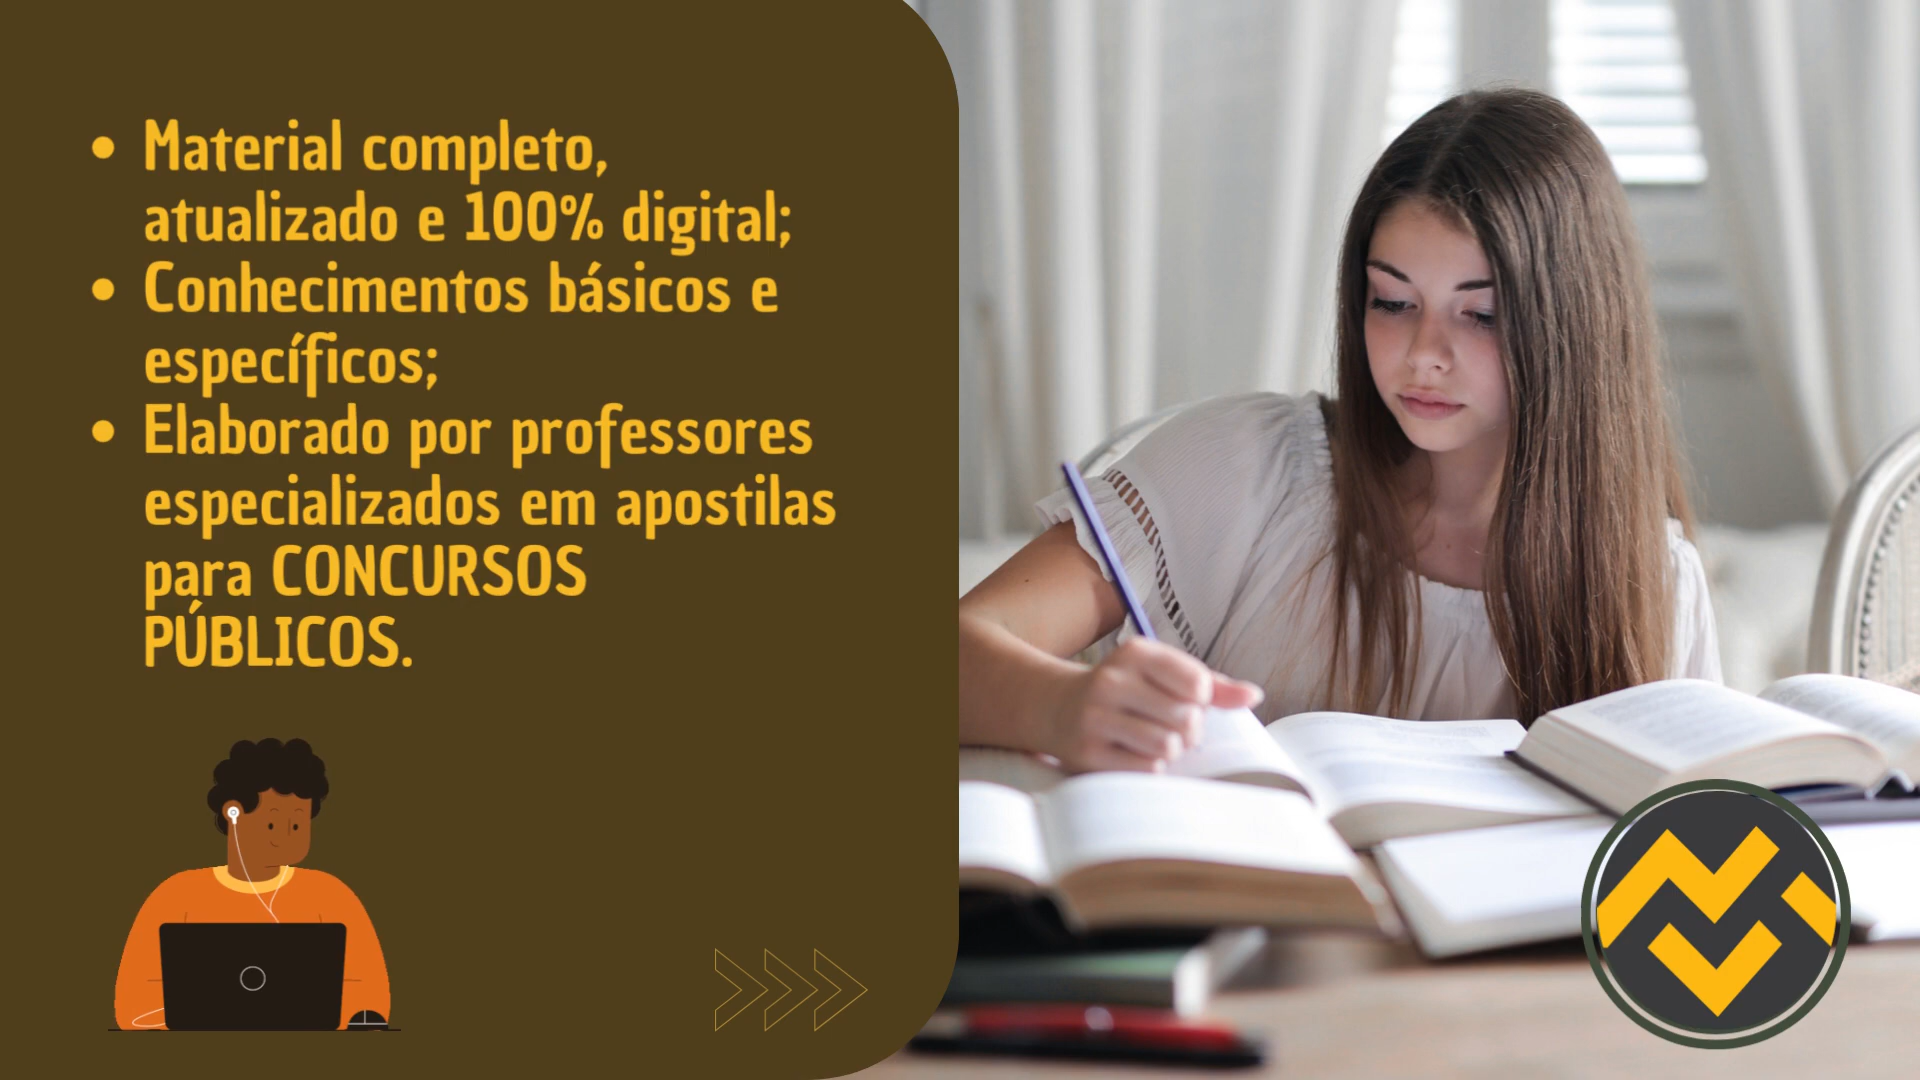 • Material completo,
atualizado e 100% digital;
• Conhecimentos básicos e
específicos;
• Elaborado por professores
especializados em apostilas
para CONCURSOS
PÚBLICOS.